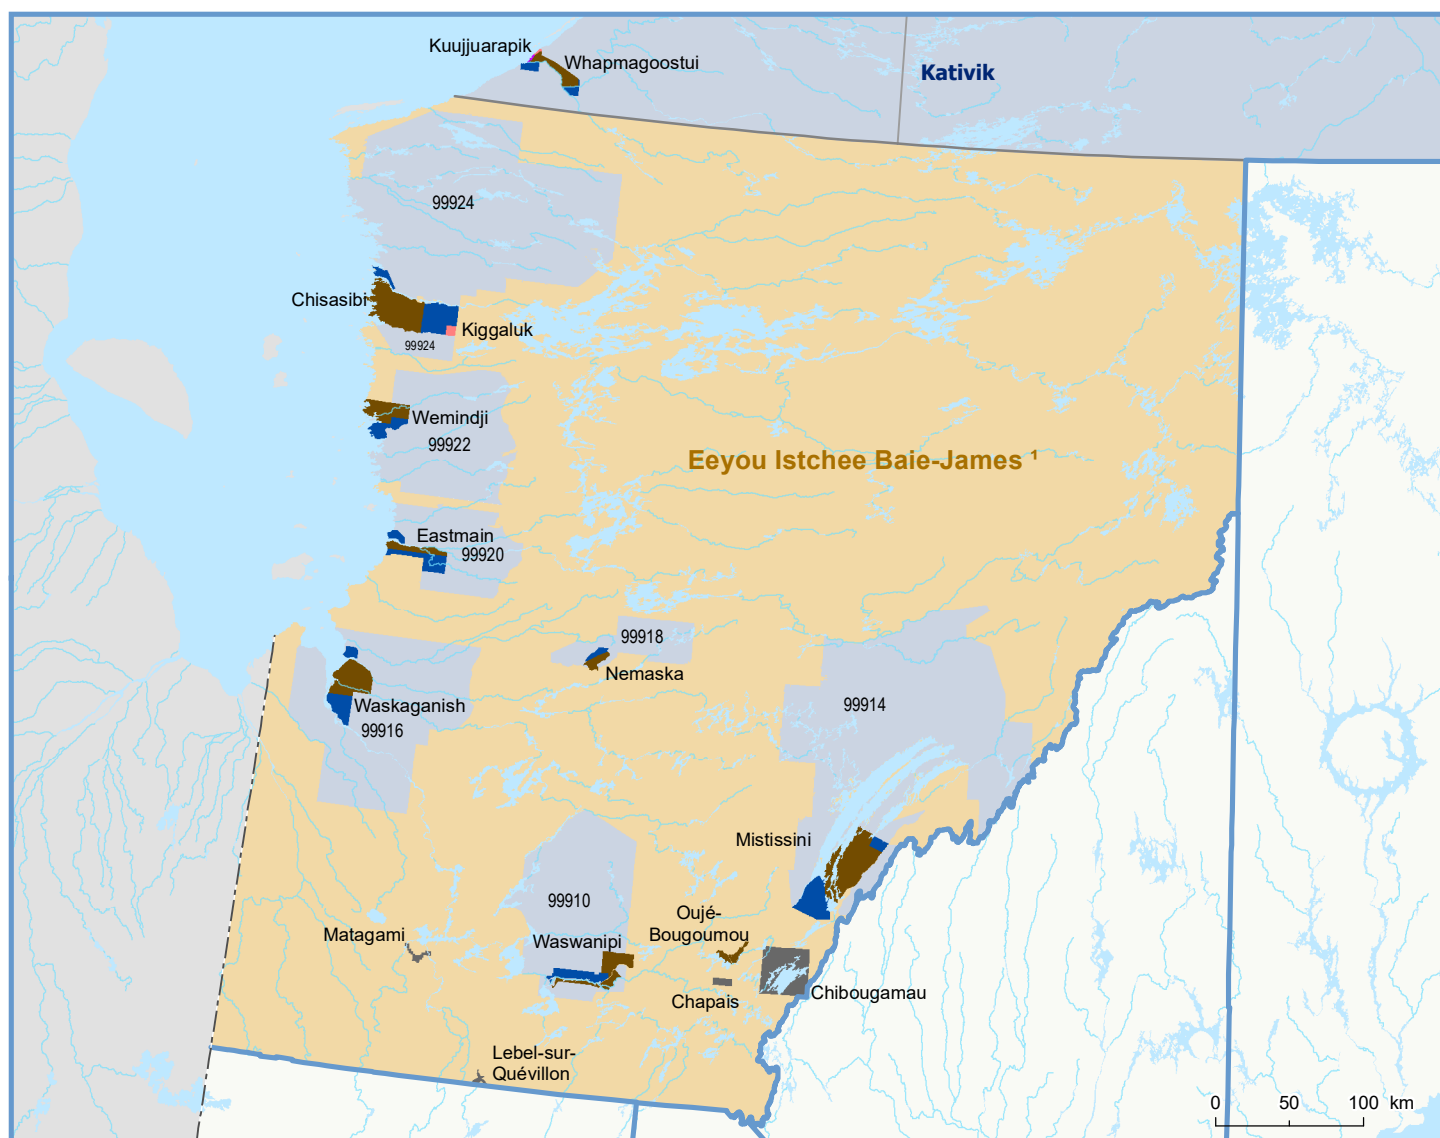 Kuujjuarapik
Whapmagoostui
Kativik
99924
Chisasibi
Kiggaluk
99924
Wemindji
99922
Eeyou Istchee Baie-James ¹
Eastmain
99920
99918
Nemaska
99914
Waskaganish
99916
Mistissini
99910
Oujé-
Bougoumou
Matagami
Waswanipi
Chapais
Chibougamau
Lebel-sur-
Quévillon
0 50 100 km